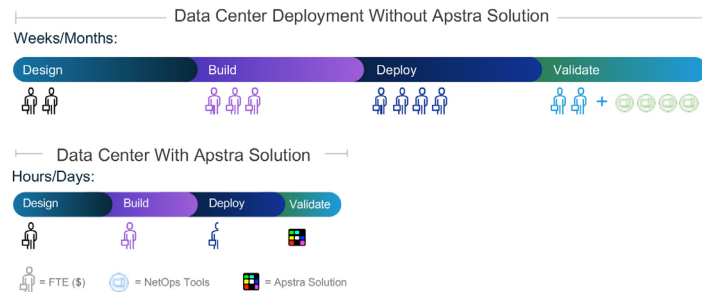 Data Center Deployment Without Apstra Solution
Weeks/Months:
Design Build Deploy Validate
+
Data Center With Apstra Solution
Hours/Days:
Design Build Deploy Validate
= FTE ($) = NetOps Tools = Apstra Solution